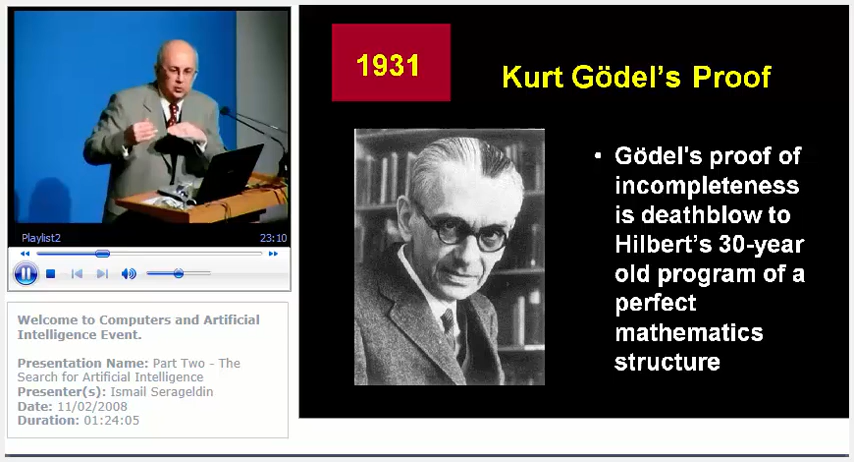 1931
Kurt Gödel's Proof
• Gödel's proof of
incompleteness
is deathblow to
Hilbert's 30-year
old program of a
perfect
mathematics
structure
Playlist2
23:10
Welcome to Computers and Artificial
Intelligence Event.
Presentation Name: Part Two - The
Search for Artificial Intelligence
Presenter(s): Ismail Serageldin
Date: 11/02/2008
Duration: 01:24:05